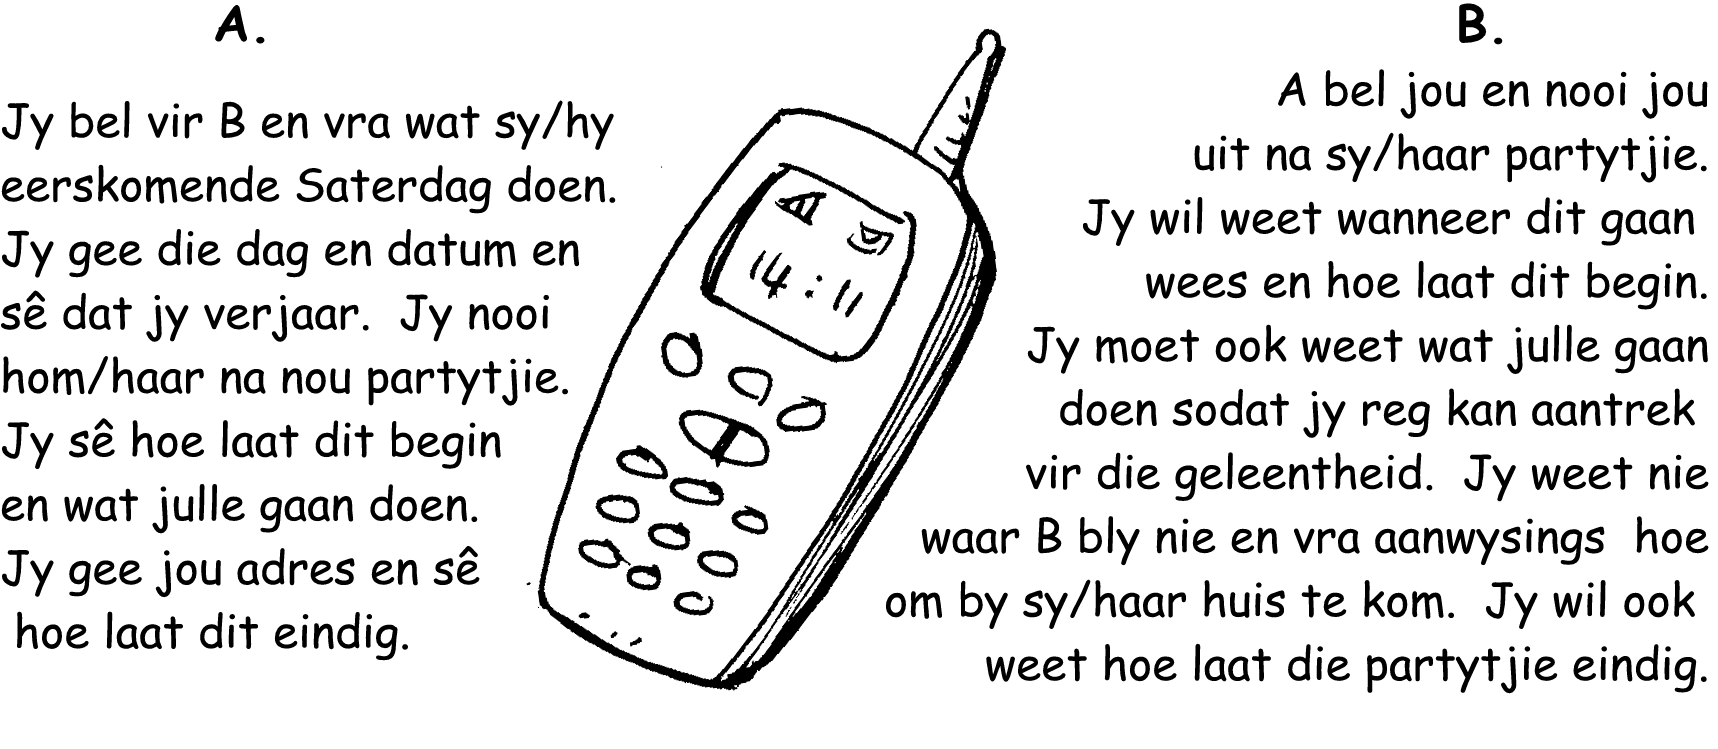 A.
Jy bel vir B en vra wat sy/hy
eerskomende Saterdag doen.
Jy gee die dag en datum en
sê dat jy verjaar. Jy nooi
hom/haar na nou partytjie.
Jy sê hoe laat dit begin
en wat julle gaan doen.
Jy gee jou adres en sê
hoe laat dit eindig.
14:11
B.
A bel jou en nooi jou
uit na sy/haar partytjie.
Jy wil weet wanneer dit gaan
wees en hoe laat dit begin.
Jy moet ook weet wat julle gaan
doen sodat jy reg kan aantrek
vir die geleentheid. Jy weet nie
waar B bly nie en vra aanwysings hoe
om by sy/haar huis te kom. Jy wil ook
weet hoe laat die partytjie eindig.